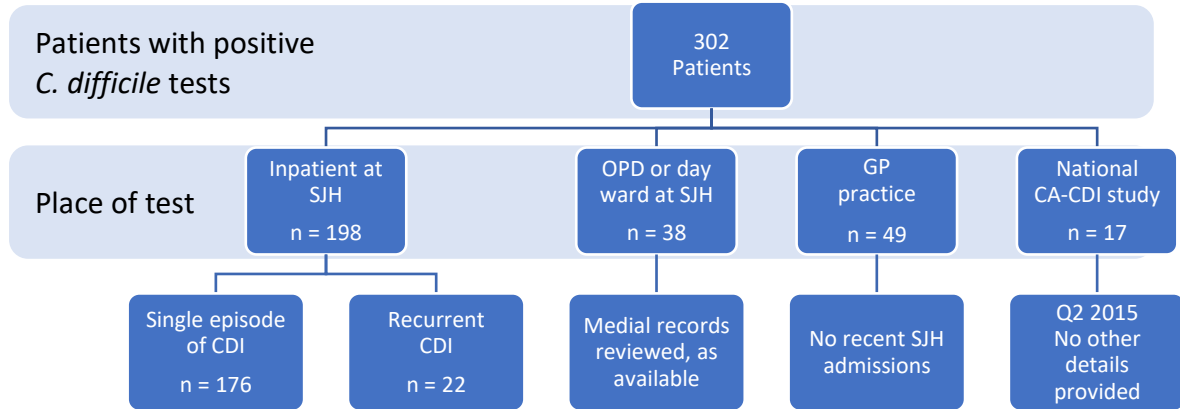 Patients with positive
C. difficile tests
302
Patients
Place of test
Inpatient at
SJH
n = 198
OPD or day
ward at SJH
n = 38
GP
practice
n = 49
National
CA-CDI study
n = 17
Single episode
of CDI
n = 176
Recurrent
CDI
n = 22
Medial records
reviewed, as
available
No recent SJH
admissions
Q2 2015
No other
details
provided